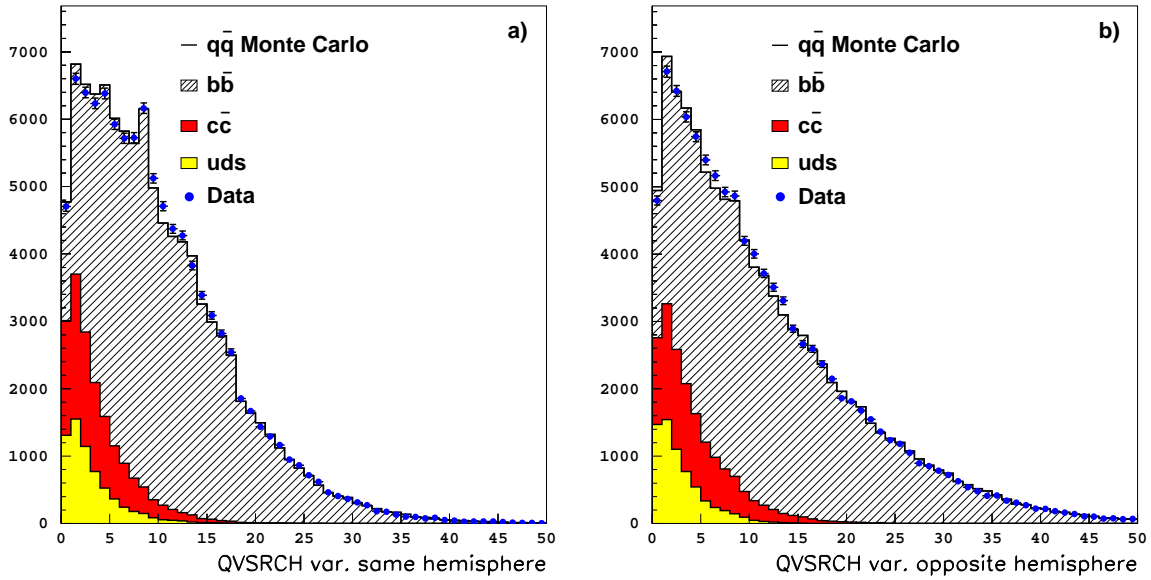 a)
7000
6000
5000
4000
3000
2000
1000
0
— qq̄ Monte Carlo
bb̄
cc̄
uds
Data
0 5 10 15 20 25 30 35 40 45 50
QVSRCH var. same hemisphere
b)
7000
6000
5000
4000
3000
2000
1000
0
— qq̄ Monte Carlo
bb̄
cc̄
uds
Data
0 5 10 15 20 25 30 35 40 45 50
QVSRCH var. opposite hemisphere